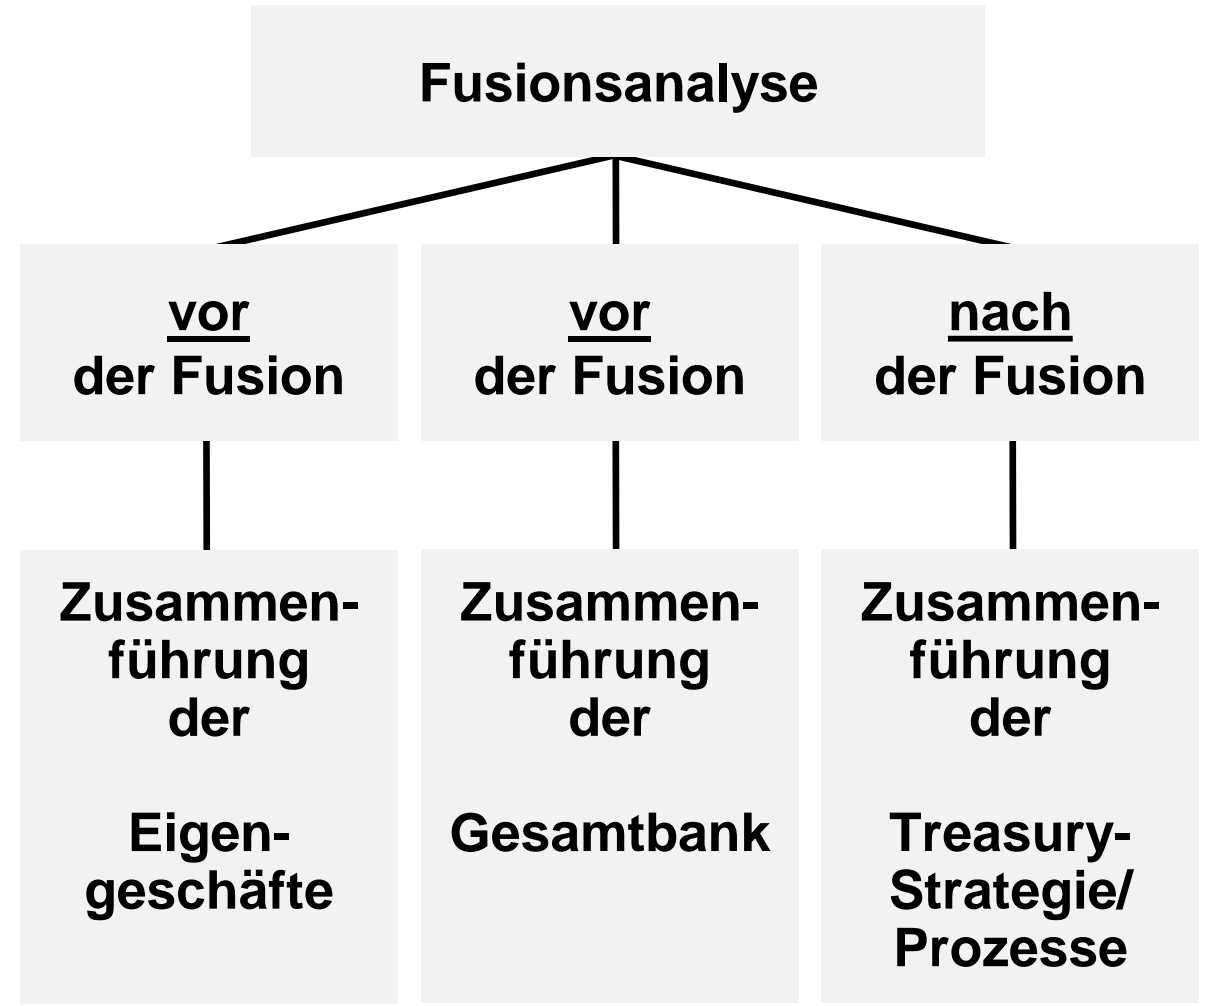 Fusionsanalyse
vor
der Fusion
vor
der Fusion
nach
der Fusion
Zusammen-
führung
der
Eigen-
geschäfte
Zusammen-
führung
der
Gesamtbank
Zusammen-
führung
der
Treasury-
Strategie/
Prozesse